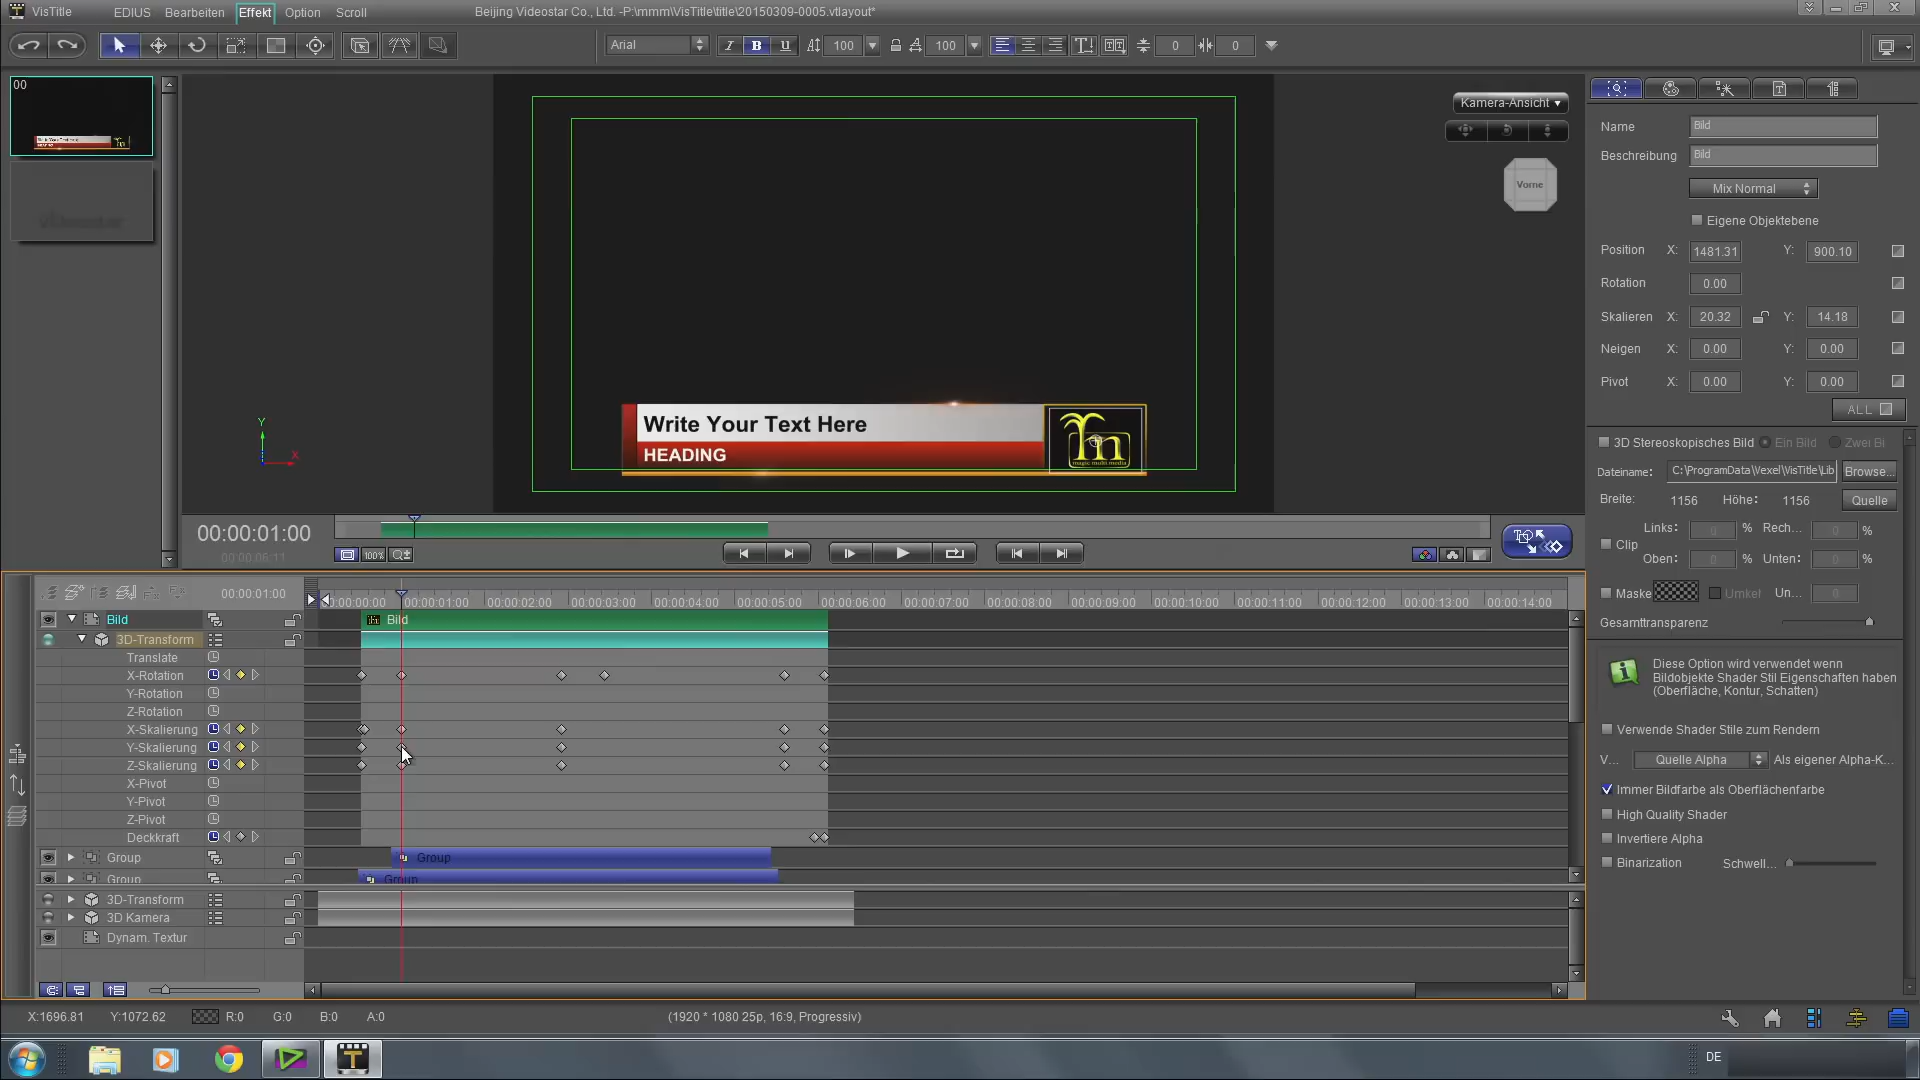 VisTitle EDIUS Bearbeiten Effekt Option Scroll Beijing Videostar Co., Ltd. -P:\mmm\VisTitle\title\20150309-0005.vtlayout*
Arial I B U 100 100 0 0
00
Kamera-Ansicht
Vorne
Name Bild
Beschreibung Bild
Mix Normal
Eigene Objektebene
Position X: 1481.31 Y: 900.10
Rotation 0.00
Skalieren X: 20.32 Y: 14.18
Neigen X: 0.00 Y: 0.00
Pivot X: 0.00 Y: 0.00
ALL
Y
X
Write Your Text Here
HEADING
magic multi media
3D Stereoskopisches Bild Ein Bild Zwei Bi
Dateiname: C:\ProgramData\Vexel\VisTitle\Lib Browse...
Breite: 1156 Höhe: 1156 Quelle
Links: 0 % Rech... 0 %
Clip
Oben: 0 % Unten: 0 %
Maske Umkel Un... 0
Gesamttransparenz
Diese Option wird verwendet wenn
Bildobjekte Shader Stil Eigenschaften haben
(Oberfläche, Kontur, Schatten)
Verwende Shader Stile zum Rendern
V... Quelle Alpha Als eigener Alpha-K...
Immer Bildfarbe als Oberflächenfarbe
High Quality Shader
Invertiere Alpha
Binarization Schwell...
00:00:01:00
00:00:06:11
100%
00:00:01:00
00:00:00:00 00:00:01:00 00:00:02:00 00:00:03:00 00:00:04:00 00:00:05:00 00:00:06:00 00:00:07:00 00:00:08:00 00:00:09:00 00:00:10:00 00:00:11:00 00:00:12:00 00:00:13:00 00:00:14:00
Bild Bild
3D-Transform
Translate
X-Rotation
Y-Rotation
Z-Rotation
X-Skalierung
Y-Skalierung
Z-Skalierung
X-Pivot
Y-Pivot
Z-Pivot
Deckkraft
Group Group
Group Group
3D-Transform
3D Kamera
Dynam. Textur
X:1696.81 Y:1072.62 R:0 G:0 B:0 A:0 (1920 * 1080 25p, 16:9, Progressiv)
DE